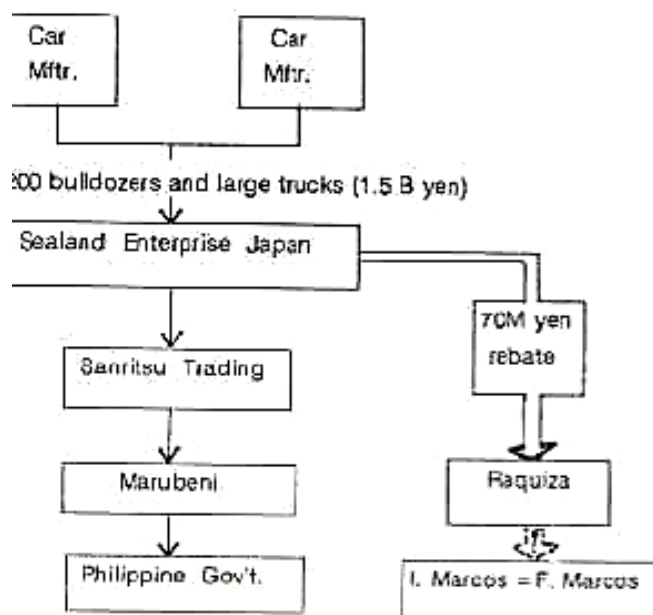 Car
Mftr.
Car
Mftr.
200 bulldozers and large trucks (1.5 B yen)
Sealand Enterprise Japan
70M yen
rebate
Sanritsu Trading
Marubeni
Raquiza
Philippine Gov't.
I. Marcos = F. Marcos